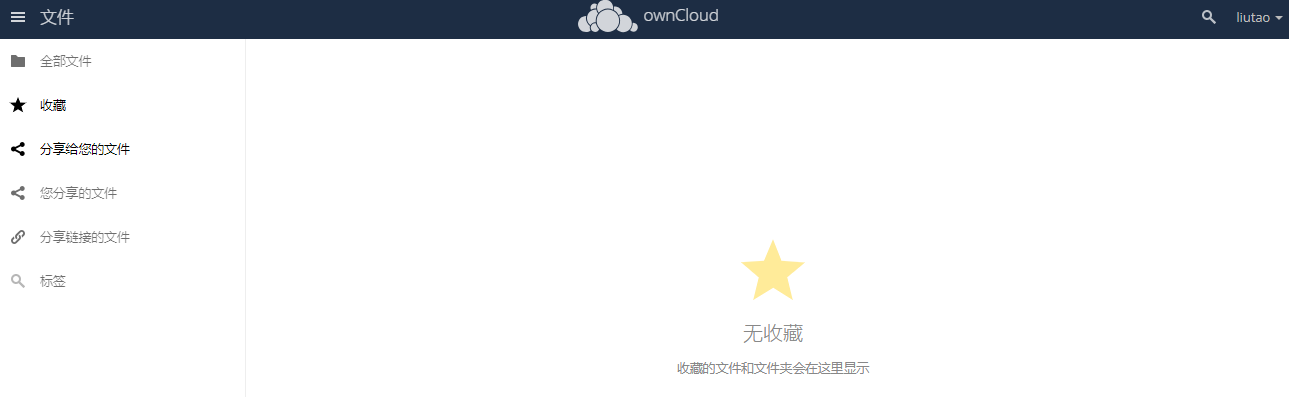 文件
ownCloud
liutao
全部文件
收藏
分享给您的文件
您分享的文件
分享链接的文件
标签
无收藏
收藏的文件和文件夹会在这里显示